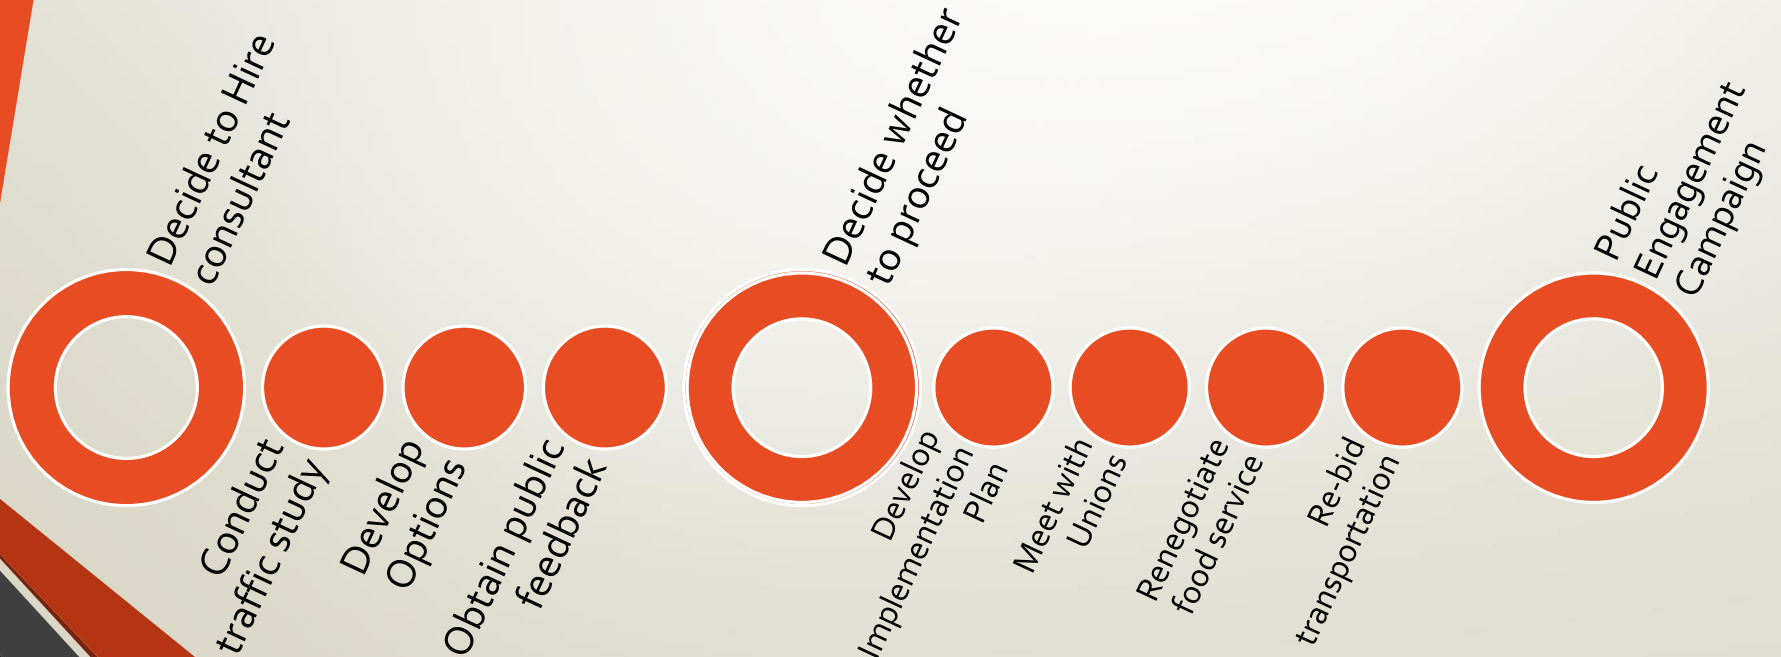 Decide to Hire
consultant
Conduct
traffic study
Develop
Options
Obtain public
feedback
Decide whether
to proceed
Develop
Implementation
Plan
Meet with
Unions
Renegotiate
food service
Re-bid
transportation
Public
Engagement
Campaign